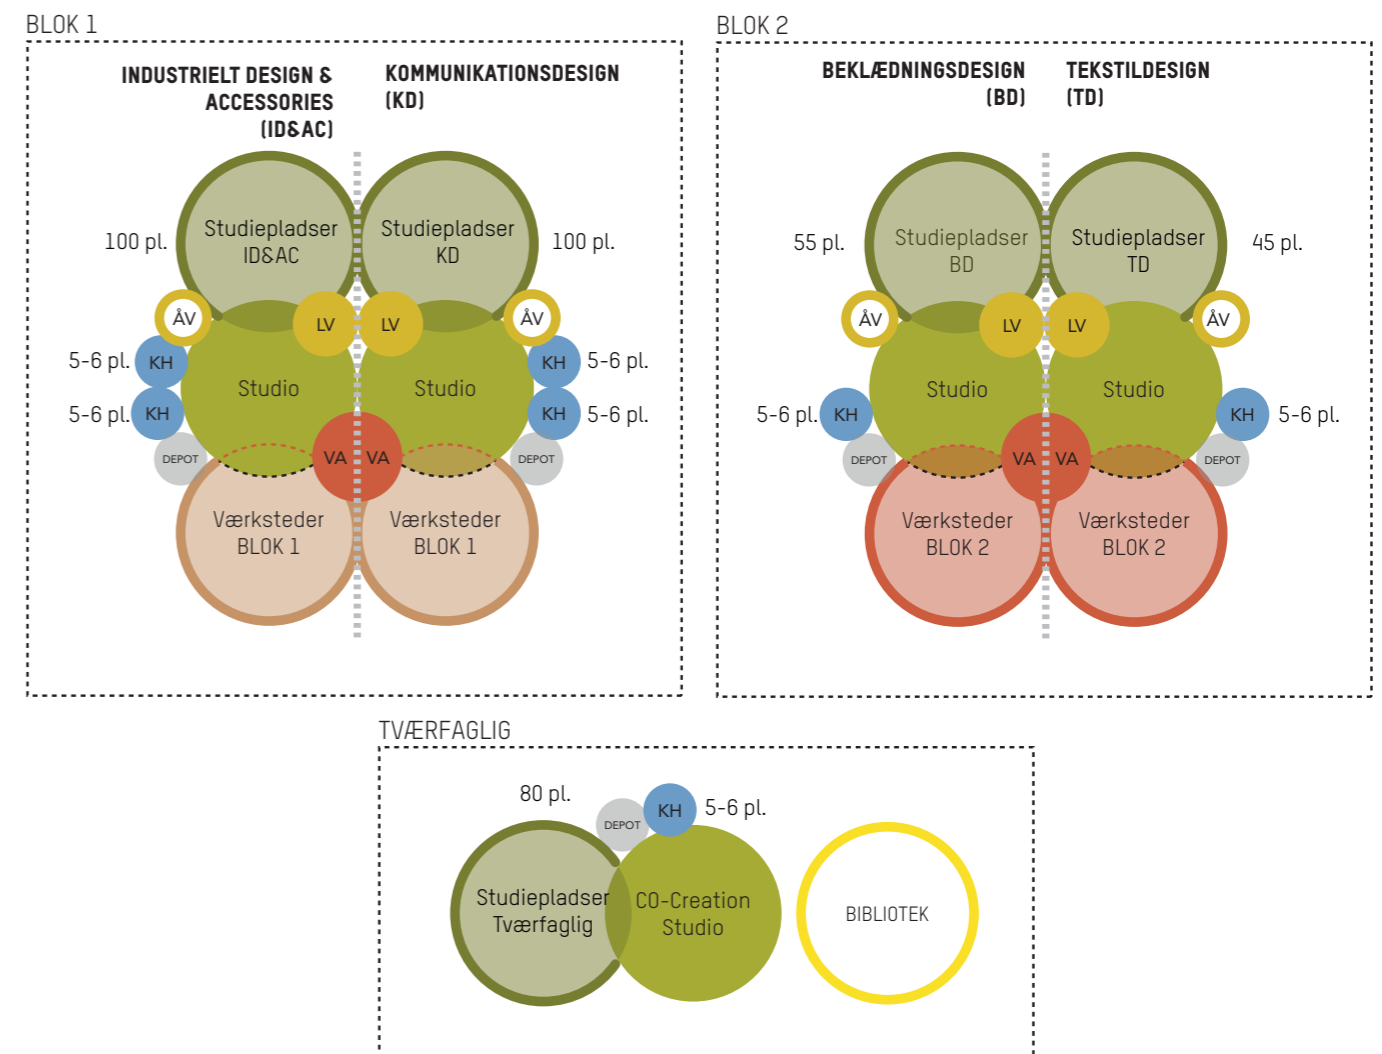 BLOK 1
INDUSTRIELT DESIGN &
ACCESSORIES
(ID&AC)
KOMMUNIKATIONSDESIGN
(KD)
100 pl.
Studiepladser
ID&AC
Studiepladser
KD
100 pl.
ÅV
LV
LV
ÅV
5-6 pl.
KH
KH
5-6 pl.
Studio
Studio
5-6 pl.
KH
KH
5-6 pl.
DEPOT
VA
VA
DEPOT
Værksteder
BLOK 1
Værksteder
BLOK 1
BLOK 2
BEKLÆDNINGSDESIGN
(BD)
TEKSTILDESIGN
(TD)
55 pl.
Studiepladser
BD
Studiepladser
TD
45 pl.
ÅV
LV
LV
ÅV
Studio
Studio
5-6 pl.
KH
KH
5-6 pl.
DEPOT
VA
VA
DEPOT
Værksteder
BLOK 2
Værksteder
BLOK 2
TVÆRFAGLIG
80 pl.
DEPOT
KH
5-6 pl.
Studiepladser
Tværfaglig
CO-Creation
Studio
BIBLIOTEK